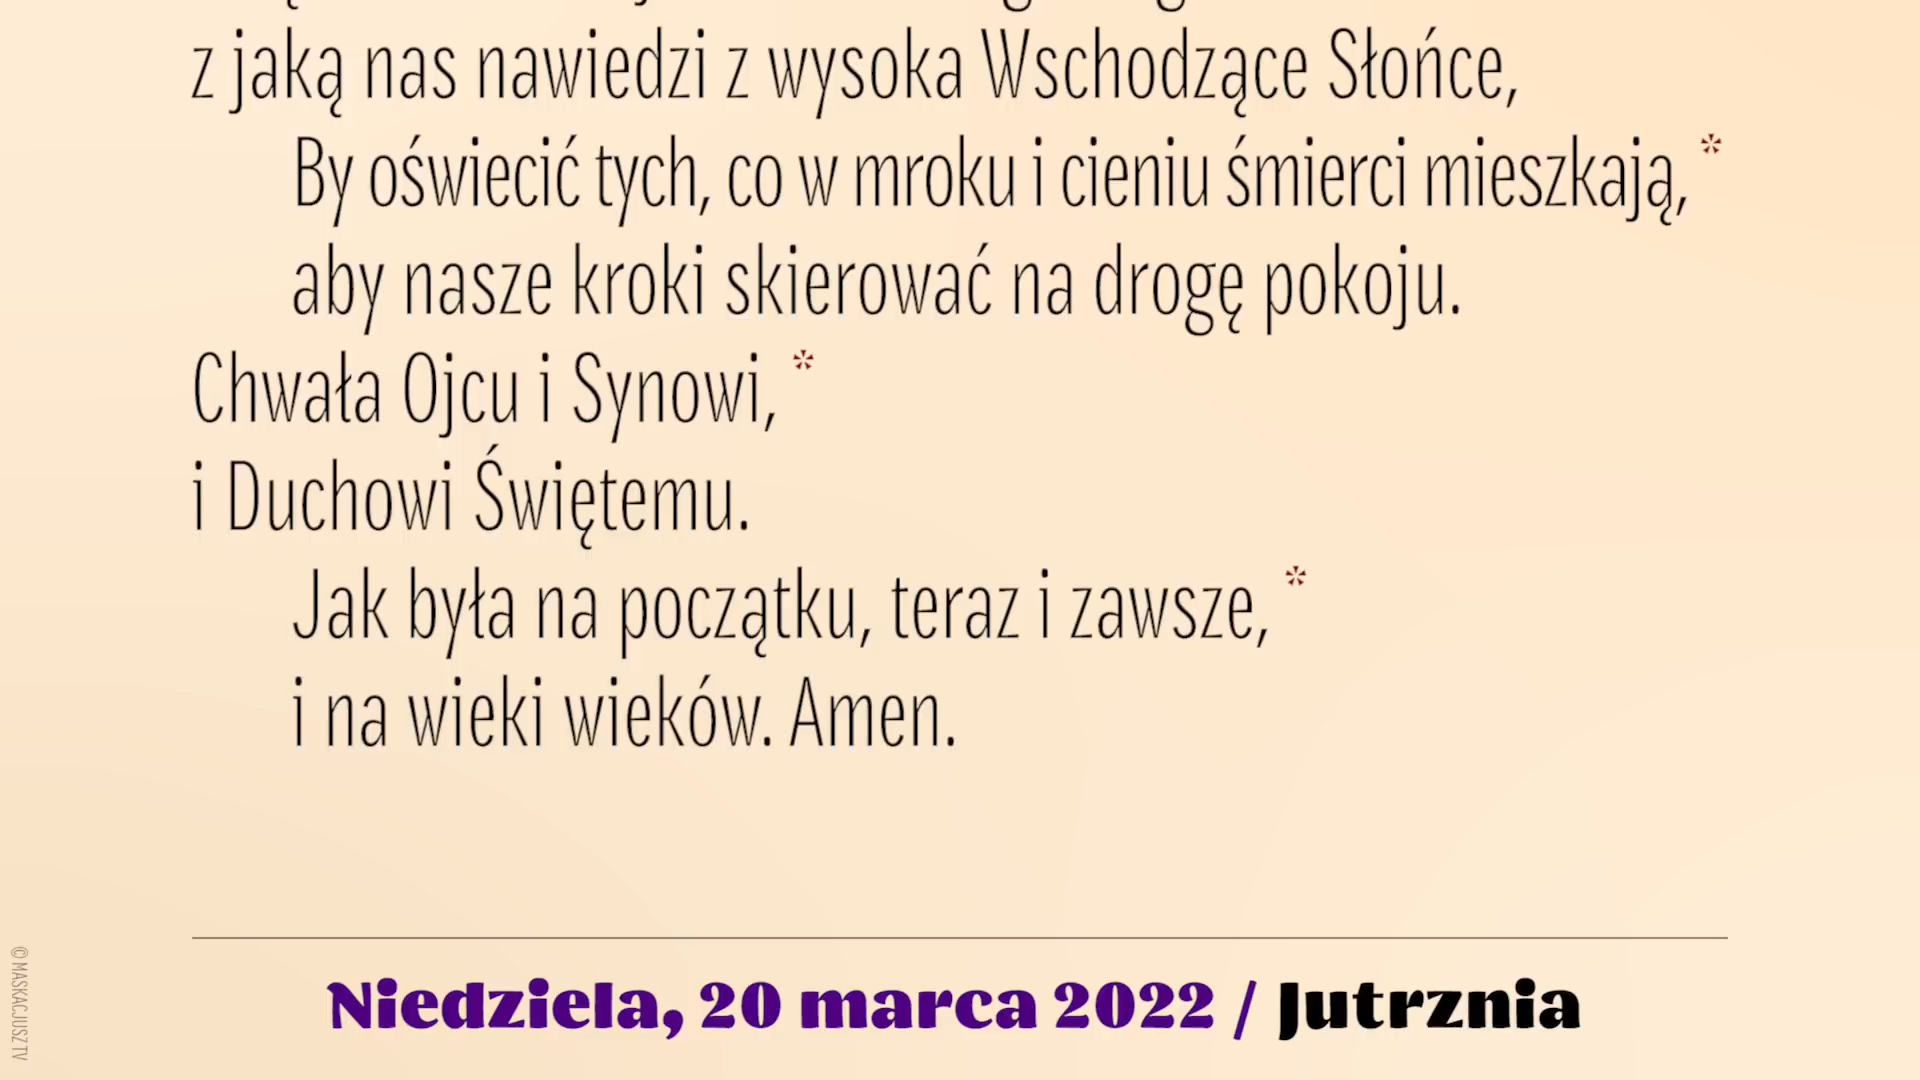 z jaką nas nawiedzi z wysoka Wschodzące Słońce,
By oświecić tych, co w mroku i cieniu śmierci mieszkają, *
aby nasze kroki skierować na drogę pokoju.
Chwała Ojcu i Synowi, *
i Duchowi Świętemu.
Jak była na początku, teraz i zawsze, *
i na wieki wieków. Amen.
Niedziela, 20 marca 2022 / Jutrznia
© MASKACJUSZ TV